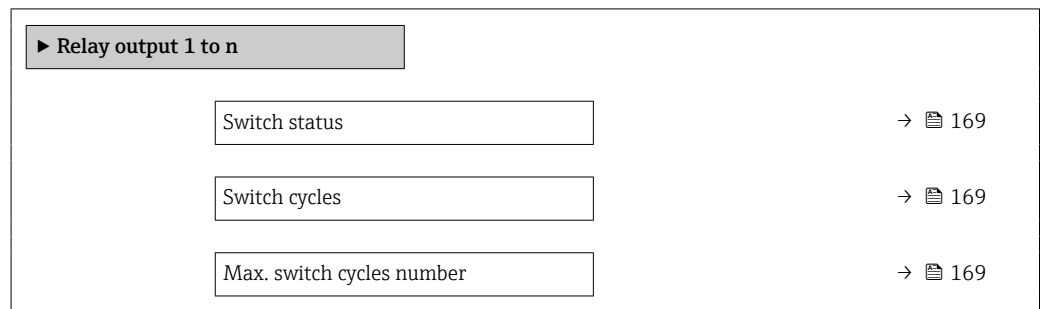 ▶ Relay output 1 to n
Switch status → 🗎 169
Switch cycles → 🗎 169
Max. switch cycles number → 🗎 169